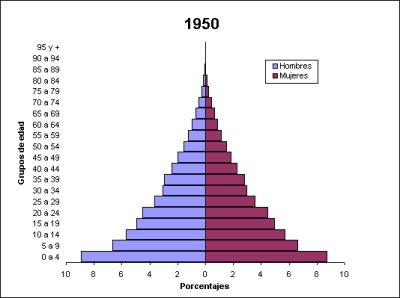 1950
95 y +
90 a 94
85 a 89
80 a 84
75 a 79
70 a 74
65 a 69
60 a 64
55 a 59
50 a 54
45 a 49
40 a 44
35 a 39
30 a 34
25 a 29
20 a 24
15 a 19
10 a 14
5 a 9
0 a 4
Grupos de edad
Hombres
Mujeres
10 8 6 4 2 0 2 4 6 8 10
Porcentajes